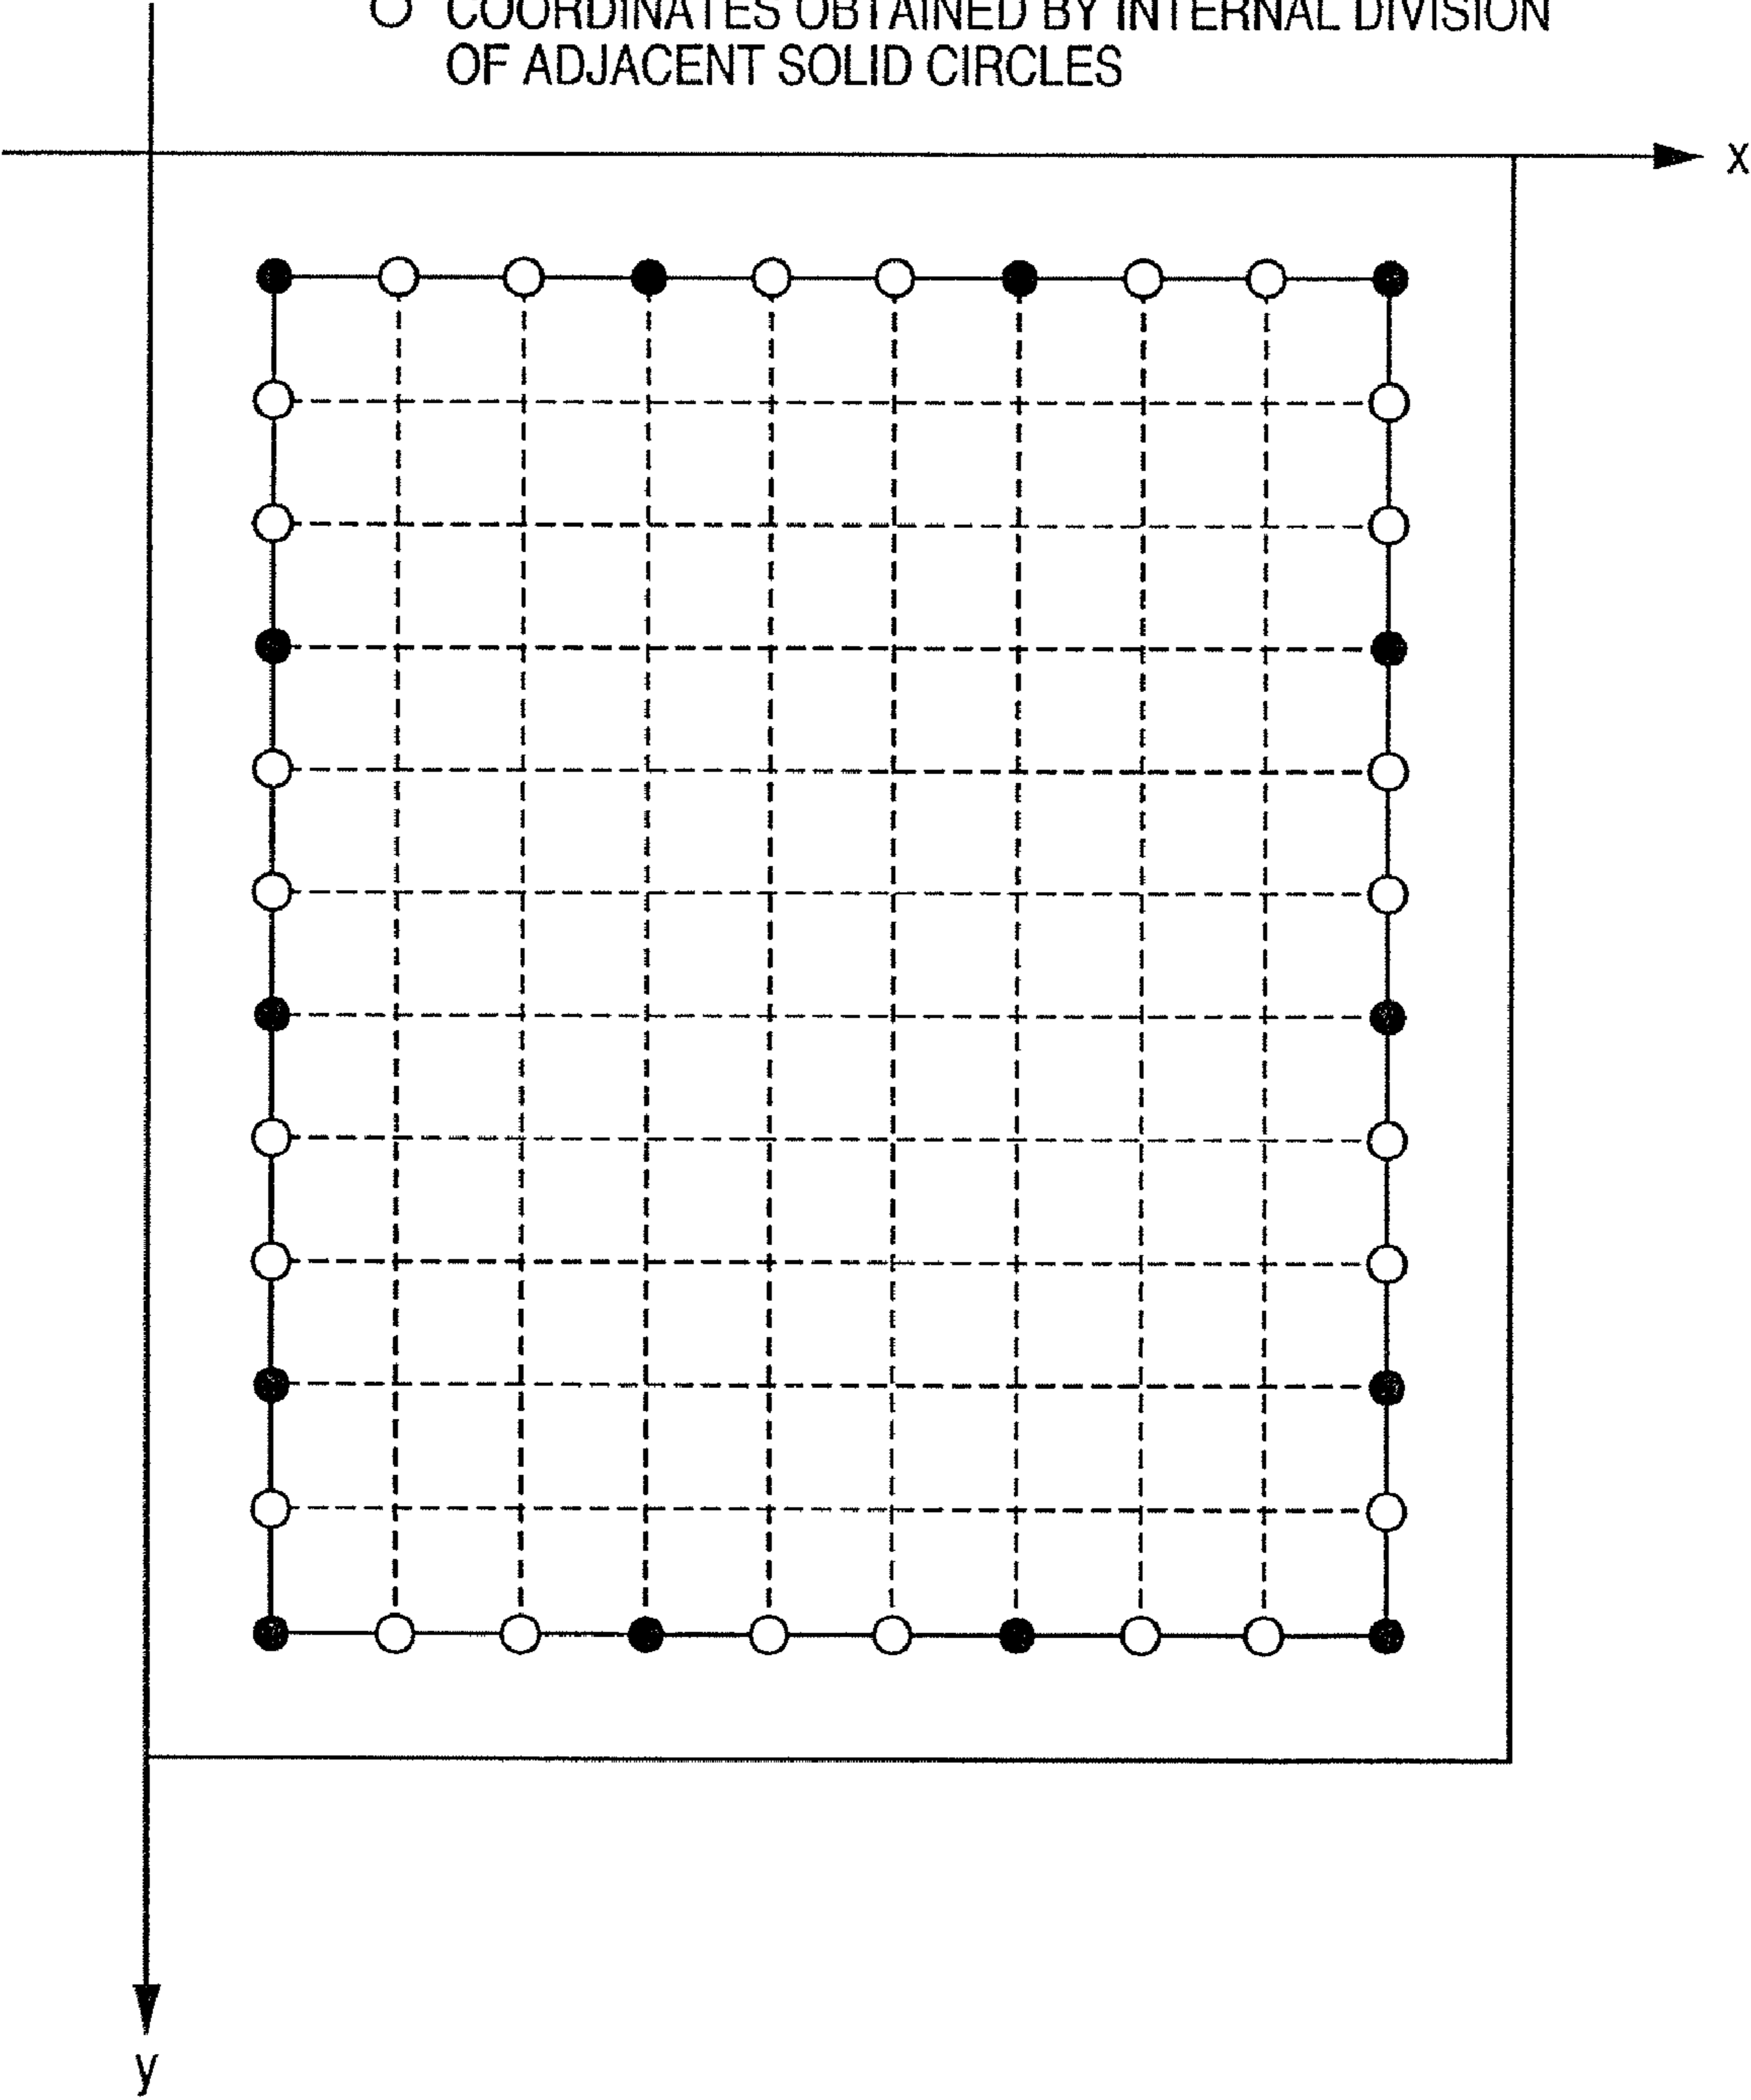 COORDINATES OBTAINED BY INTERNAL DIVISION
OF ADJACENT SOLID CIRCLES
x
y